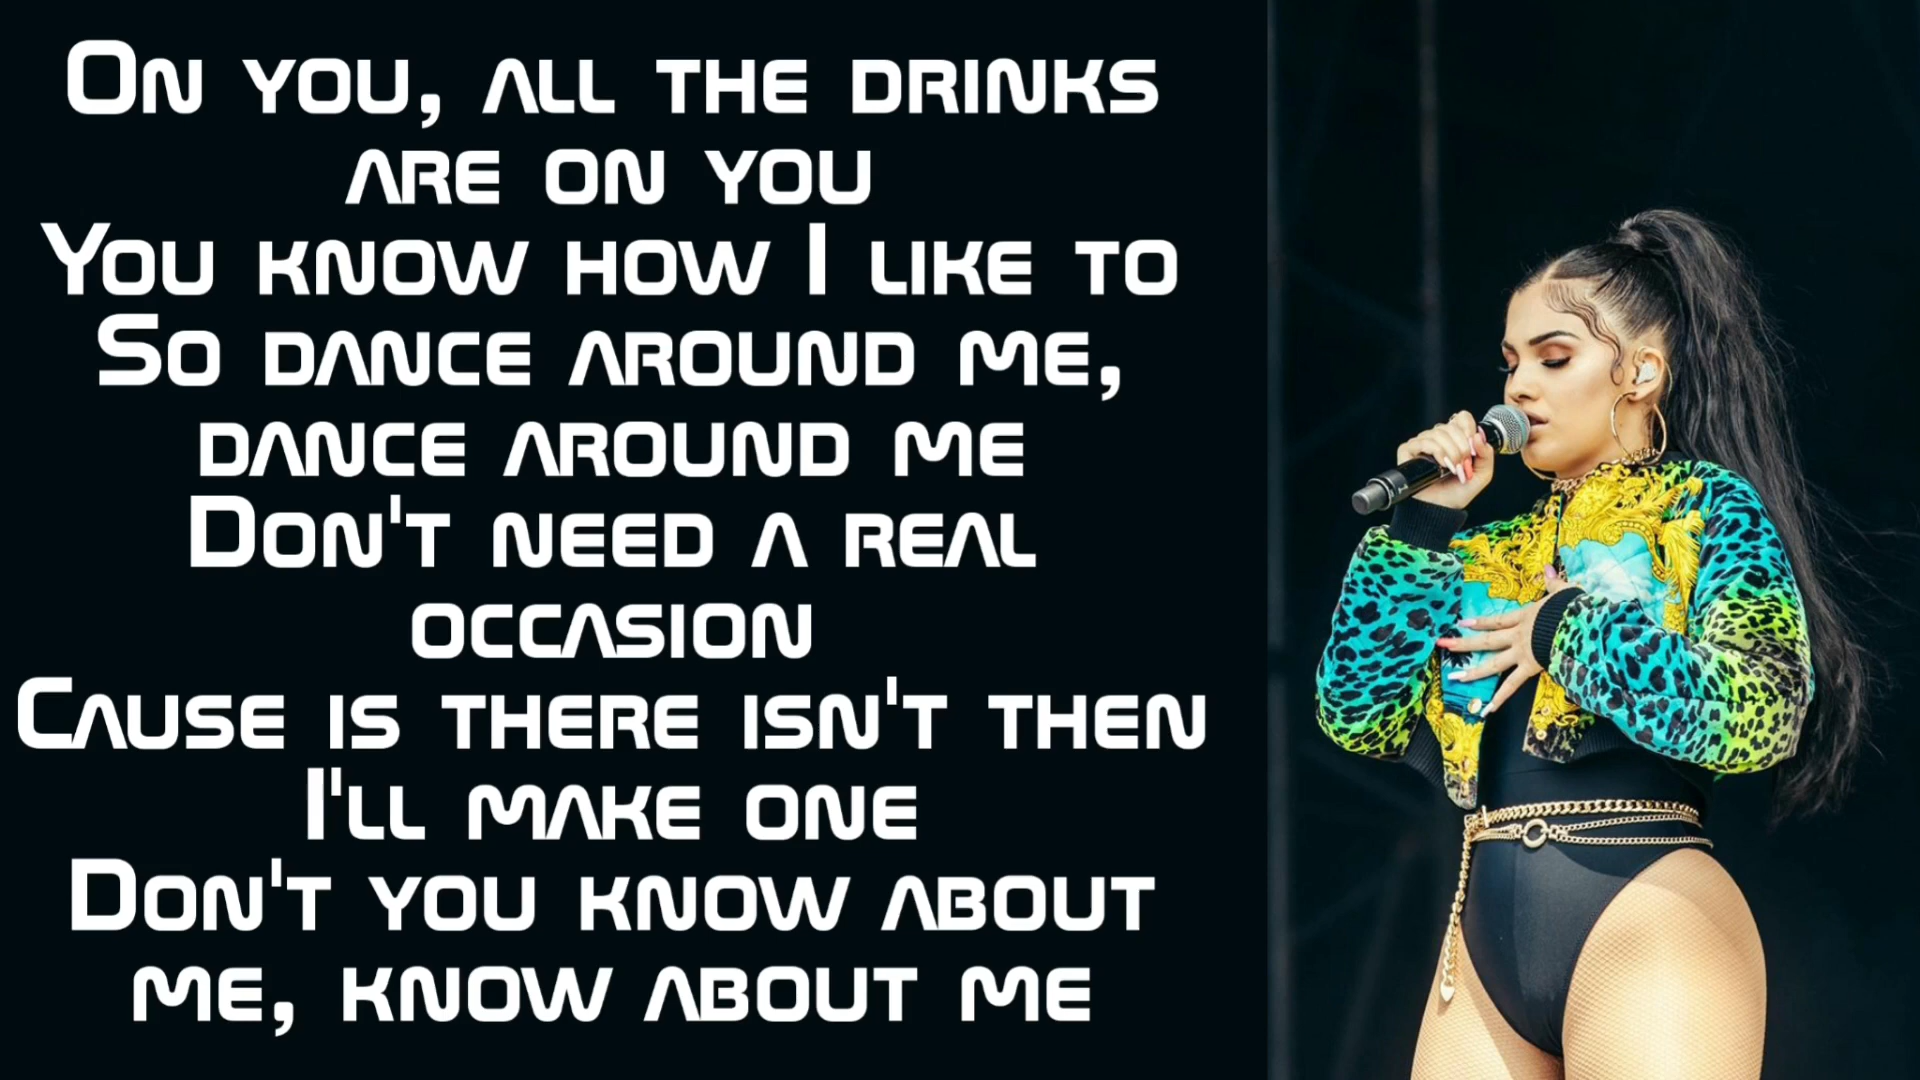 On you, all the drinks
are on you
You know how I like to
So dance around me,
dance around me
Don't need a real
occasion
Cause is there isn't then
I'll make one
Don't you know about
me, know about me